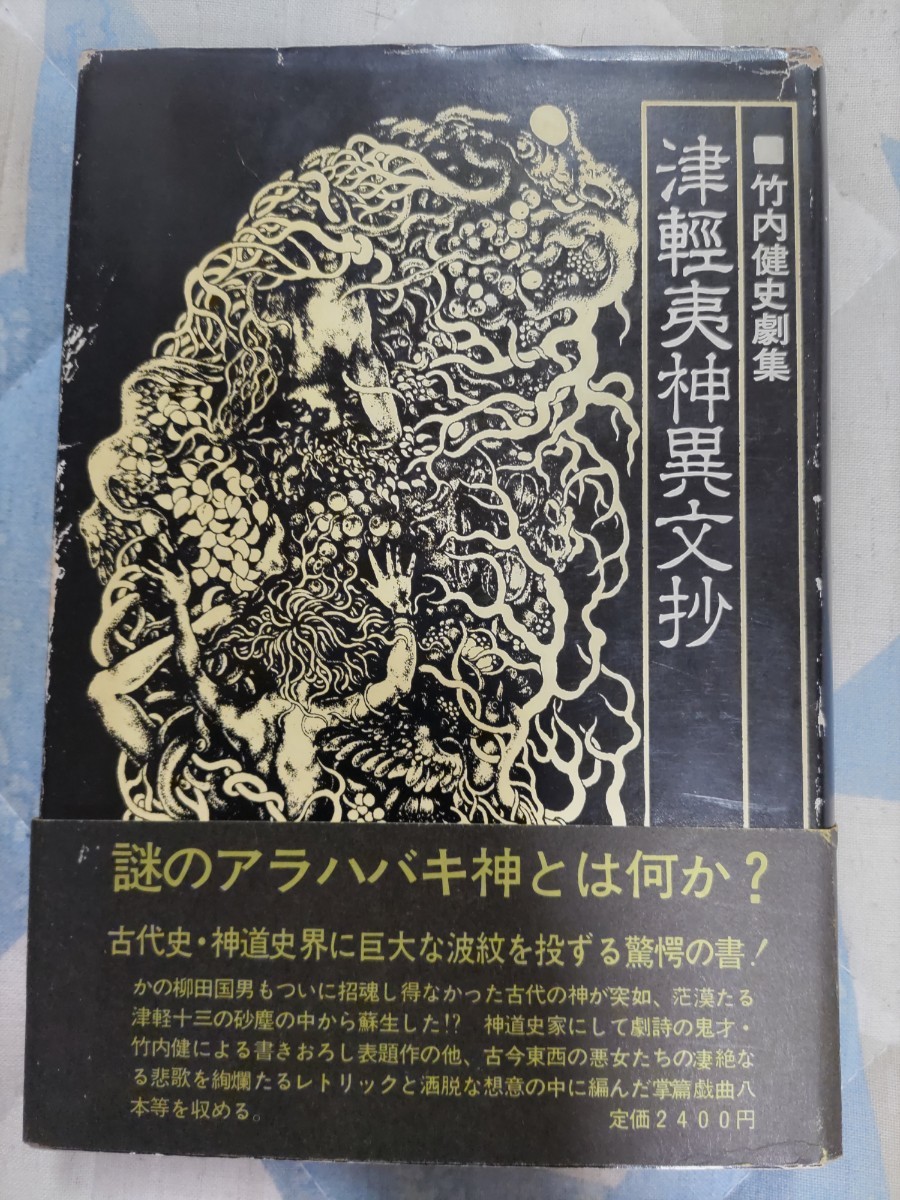 ■竹内健史劇集
津輕夷神異文抄
謎のアラハバキ神とは何か?
古代史・神道史界に巨大な波紋を投ずる驚愕の書!
かの柳田国男もついに招魂し得なかった古代の神が突如、茫漠たる
津軽十三の砂塵の中から蘇生した!? 神道史家にして劇詩の鬼才・
竹内健による書きおろし表題作の他、古今東西の悪女たちの凄絶な
る悲歌を絢爛たるレトリックと洒脱な想意の中に編んだ掌篇戯曲八
本等を収める。
定価2400円